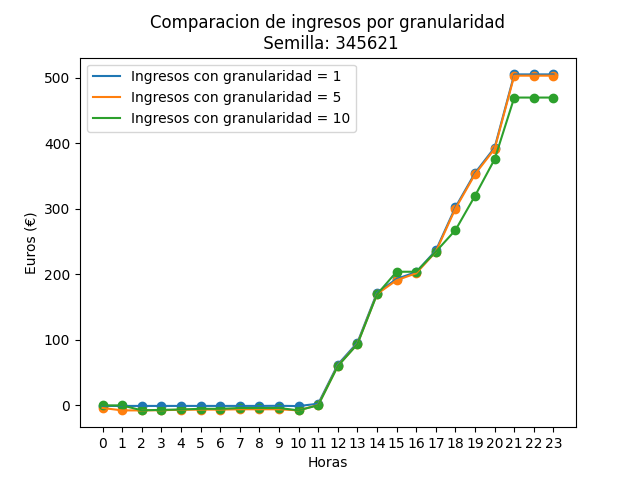 Comparacion de ingresos por granularidad
Semilla: 345621
Ingresos con granularidad = 1
Ingresos con granularidad = 5
Ingresos con granularidad = 10
Euros (€)
500
400
300
200
100
0
0 1 2 3 4 5 6 7 8 9 10 11 12 13 14 15 16 17 18 19 20 21 22 23
Horas